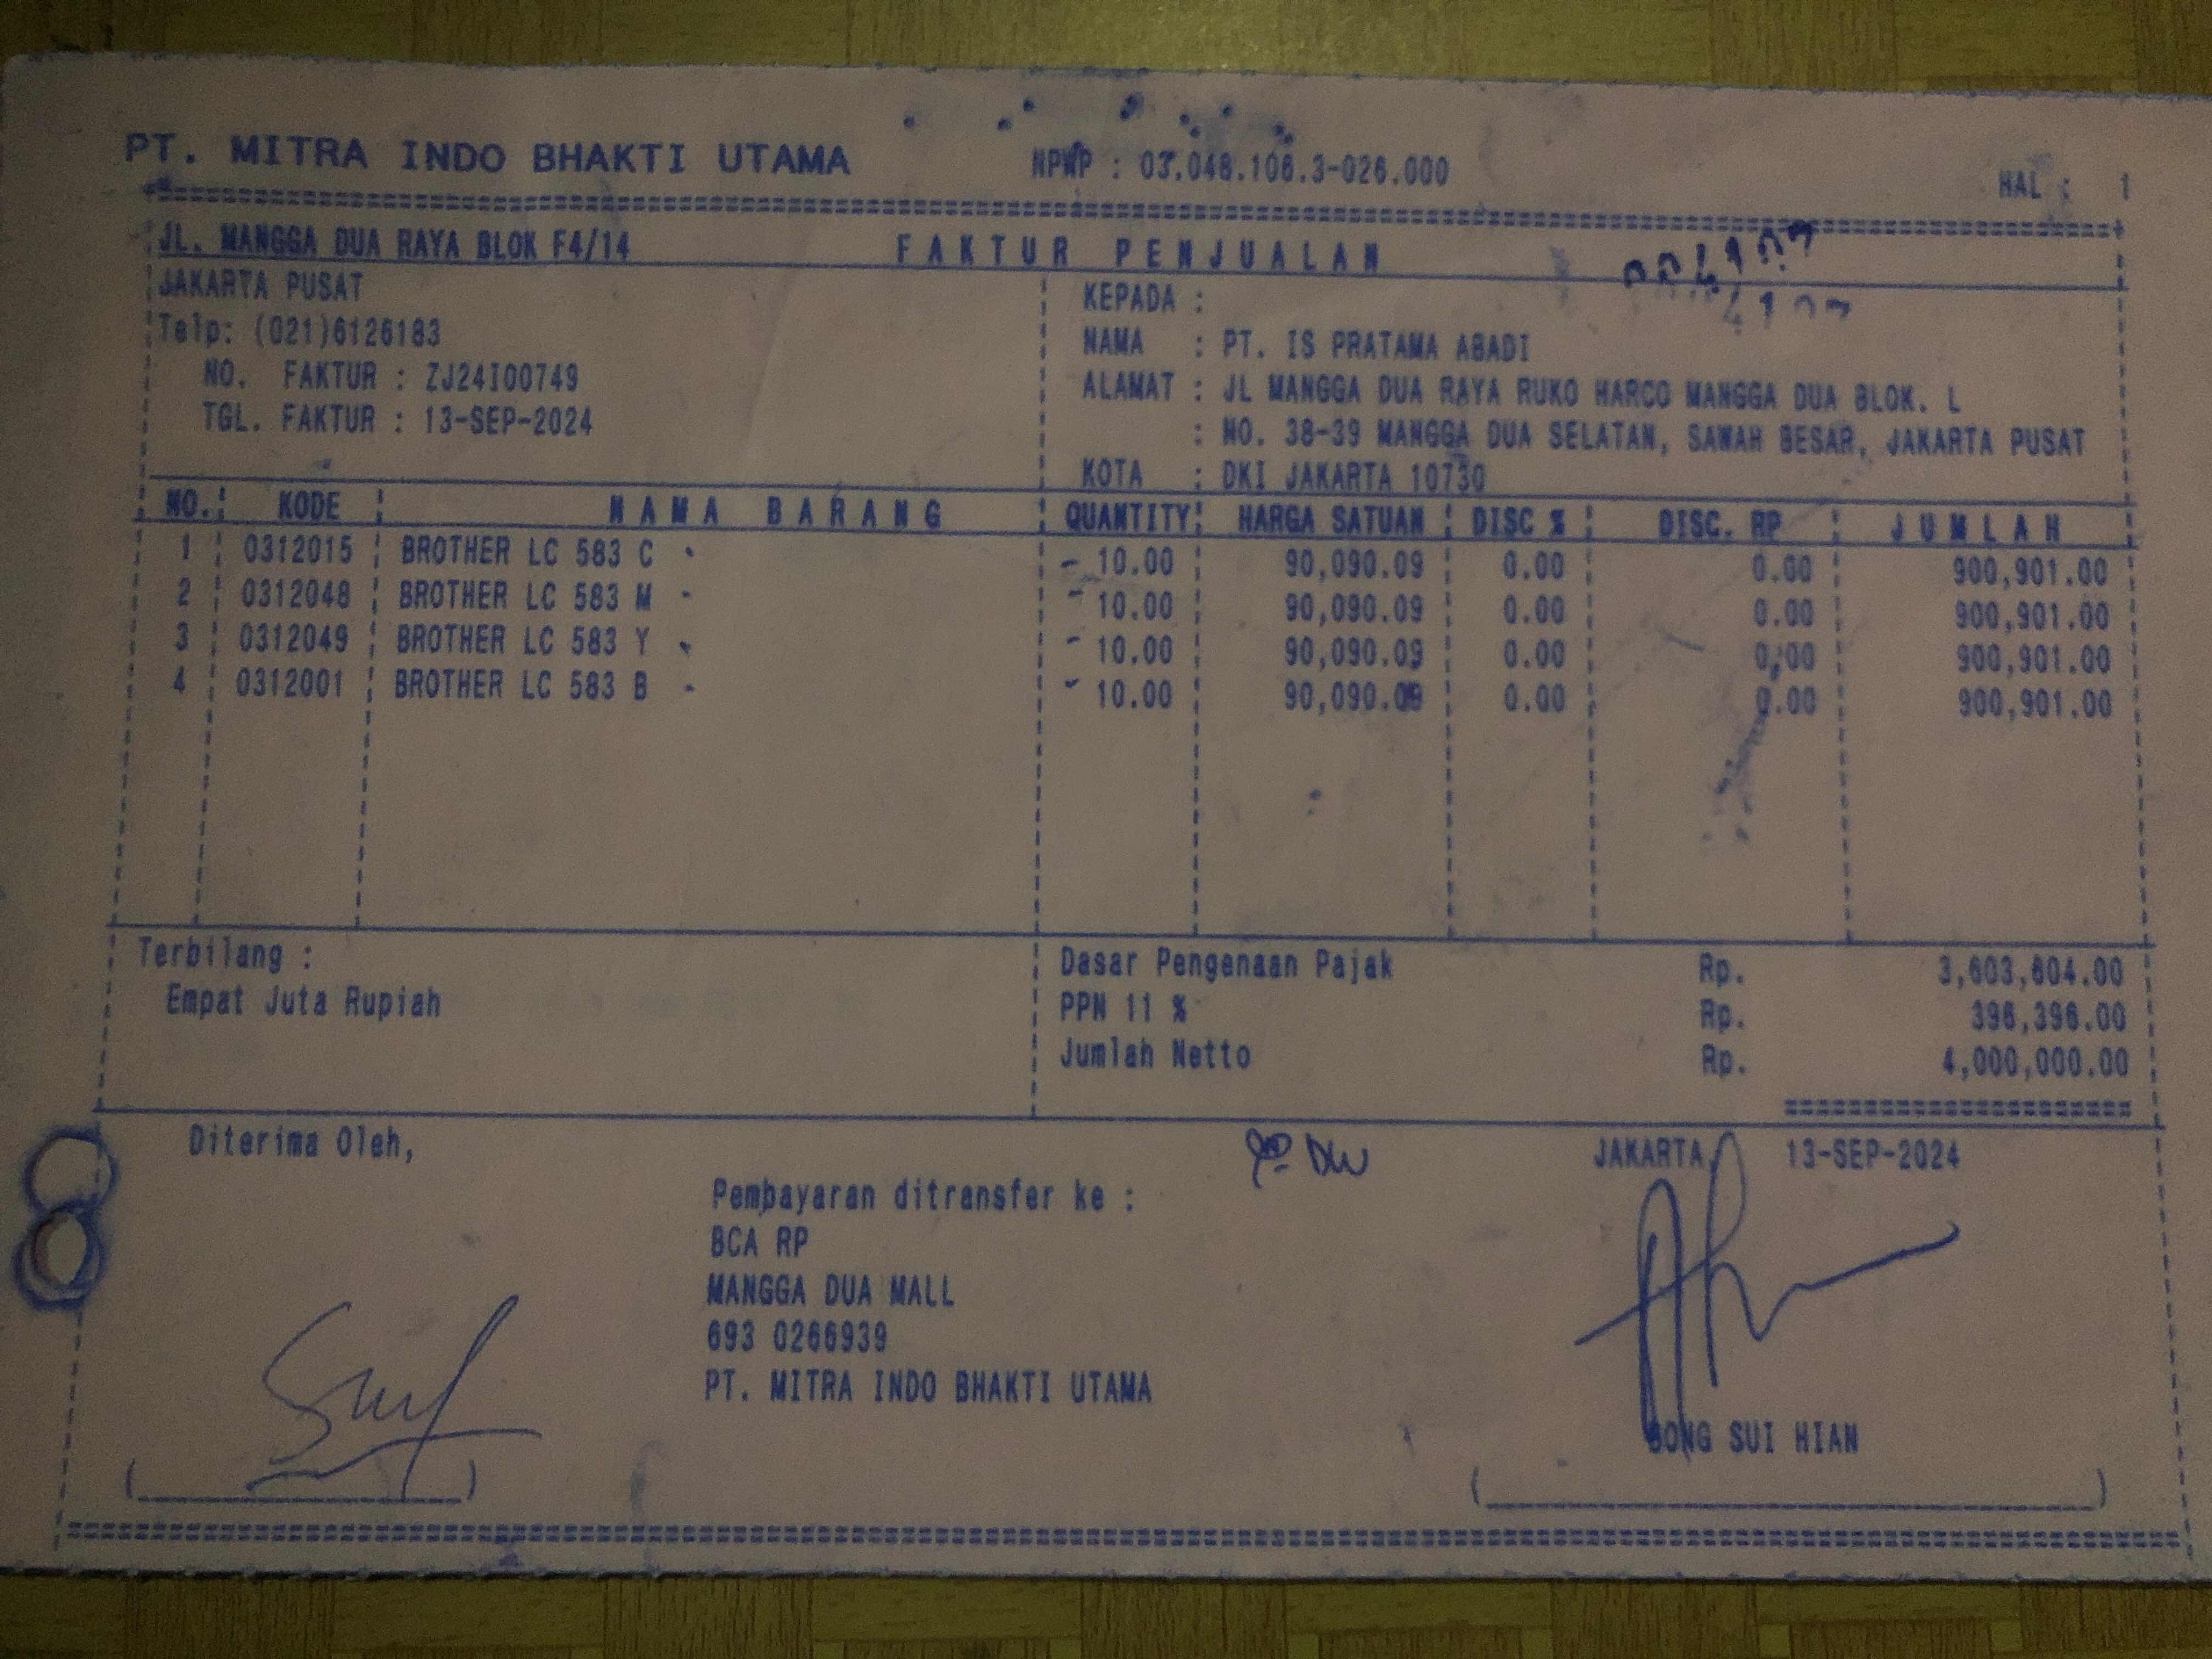 PT. MITRA INDO BHAKTI UTAMA NPWP : 03.048.106.3-026.000 HAL : 1
JL. MANGGA DUA RAYA BLOK F4/14 FAKTUR PENJUALAN
JAKARTA PUSAT
Telp: (021)6126183
NO. FAKTUR : ZJ24I00749
TGL. FAKTUR : 13-SEP-2024
KEPADA :
NAMA : PT. IS PRATAMA ABADI
ALAMAT : JL MANGGA DUA RAYA RUKO HARCO MANGGA DUA BLOK. L
: NO. 38-39 MANGGA DUA SELATAN, SAWAH BESAR, JAKARTA PUSAT
KOTA : DKI JAKARTA 10730
NO. KODE NAMA BARANG QUANTITY HARGA SATUAN DISC % DISC. RP JUMLAH
1 0312015 BROTHER LC 583 C 10.00 90,090.09 0.00 0.00 900,901.00
2 0312048 BROTHER LC 583 M 10.00 90,090.09 0.00 0.00 900,901.00
3 0312049 BROTHER LC 583 Y 10.00 90,090.09 0.00 0.00 900,901.00
4 0312001 BROTHER LC 583 B 10.00 90,090.09 0.00 0.00 900,901.00
Terbilang :
Empat Juta Rupiah
Dasar Pengenaan Pajak Rp. 3,603,604.00
PPN 11 % Rp. 396,396.00
Jumlah Netto Rp. 4,000,000.00
Diterima Oleh,
JAKARTA, 13-SEP-2024
Pembayaran ditransfer ke :
BCA RP
MANGGA DUA MALL
693 0266939
PT. MITRA INDO BHAKTI UTAMA
SUI HIAN